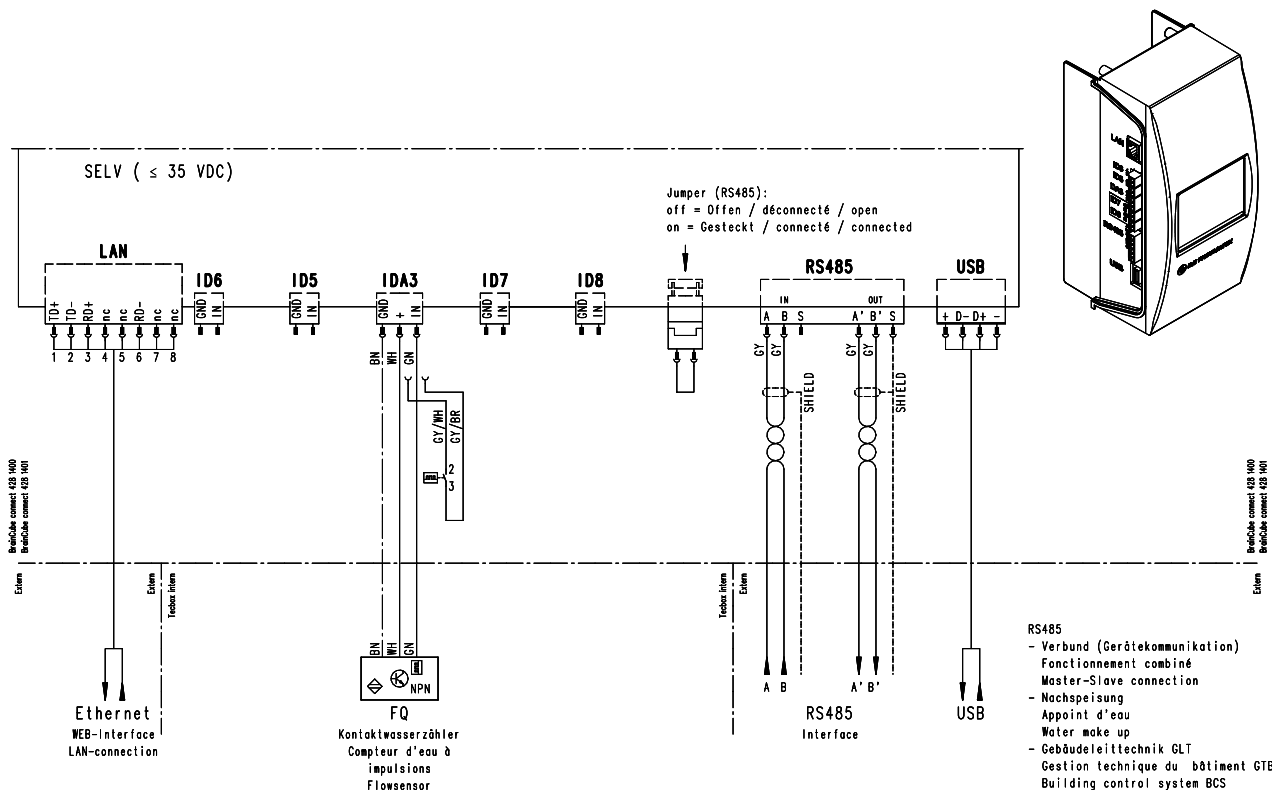 SELV ( ≤ 35 VDC)
Jumper (RS485):
off = Offen / déconnecté / open
on = Gesteckt / connecté / connected
LAN
ID6
ID5
IDA3
ID7
ID8
RS485
USB
IN OUT
TD+ TD- RD+ nc nc RD- nc nc
GND IN
GND IN
GND + IN
GND IN
GND IN
A B S A' B' S
+ D- D+ -
1 2 3 4 5 6 7 8
BN WH GN
GY GY
GY GY
SHIELD
SHIELD
GY/WH
GY/BR
2
3
BrainCube connect 428 1400
BrainCube connect 428 1401
BrainCube connect 428 1400
BrainCube connect 428 1401
Extern
Extern
Tecbox intern
Tecbox intern
Extern
Extern
BN WH GN
NPN
A B A' B'
Ethernet
WEB-Interface
LAN-connection
FQ
Kontaktwasserzähler
Compteur d'eau à
impulsions
Flowsensor
RS485
Interface
USB
RS485
- Verbund (Gerätekommunikation)
Fonctionnement combiné
Master-Slave connection
- Nachspeisung
Appoint d'eau
Water make up
- Gebäudeleittechnik GLT
Gestion technique du bâtiment GTB
Building control system BCS
LAN
USB